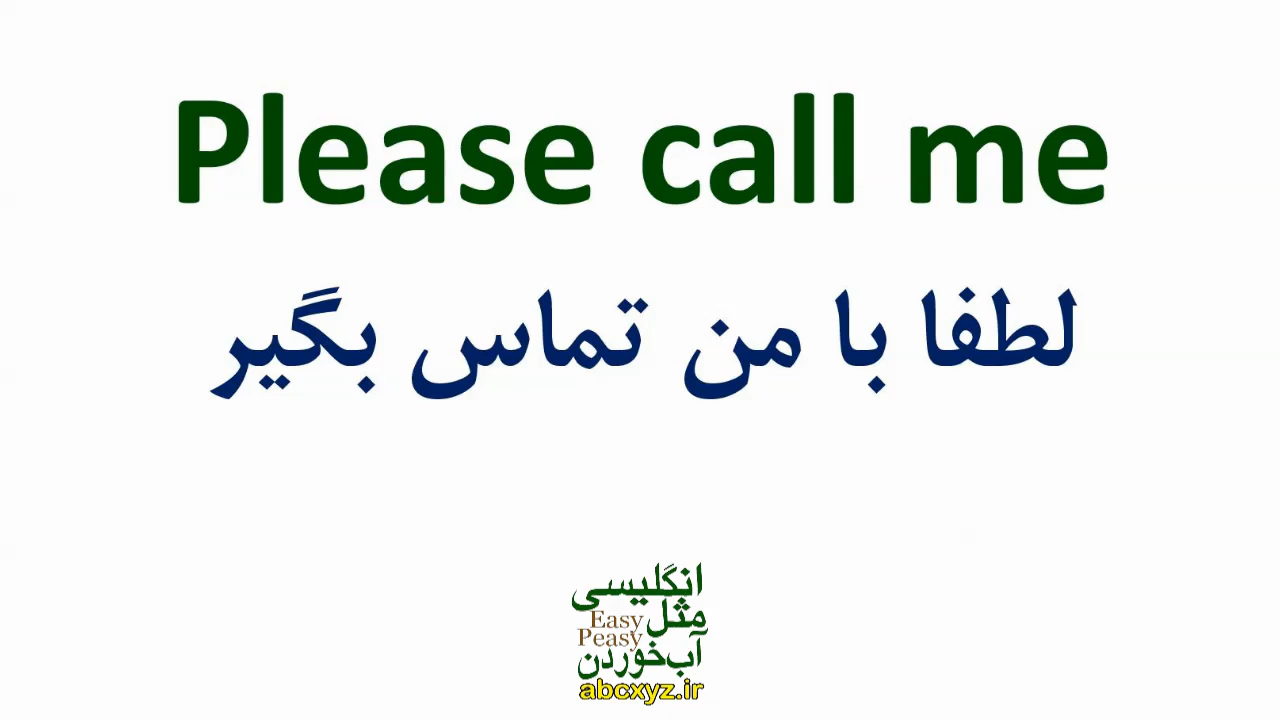 Please call me
لطفا با من تماس بگیر
انگلیسی
مثل
Easy
Peasy
آب‌خوردن
abcxyz.ir